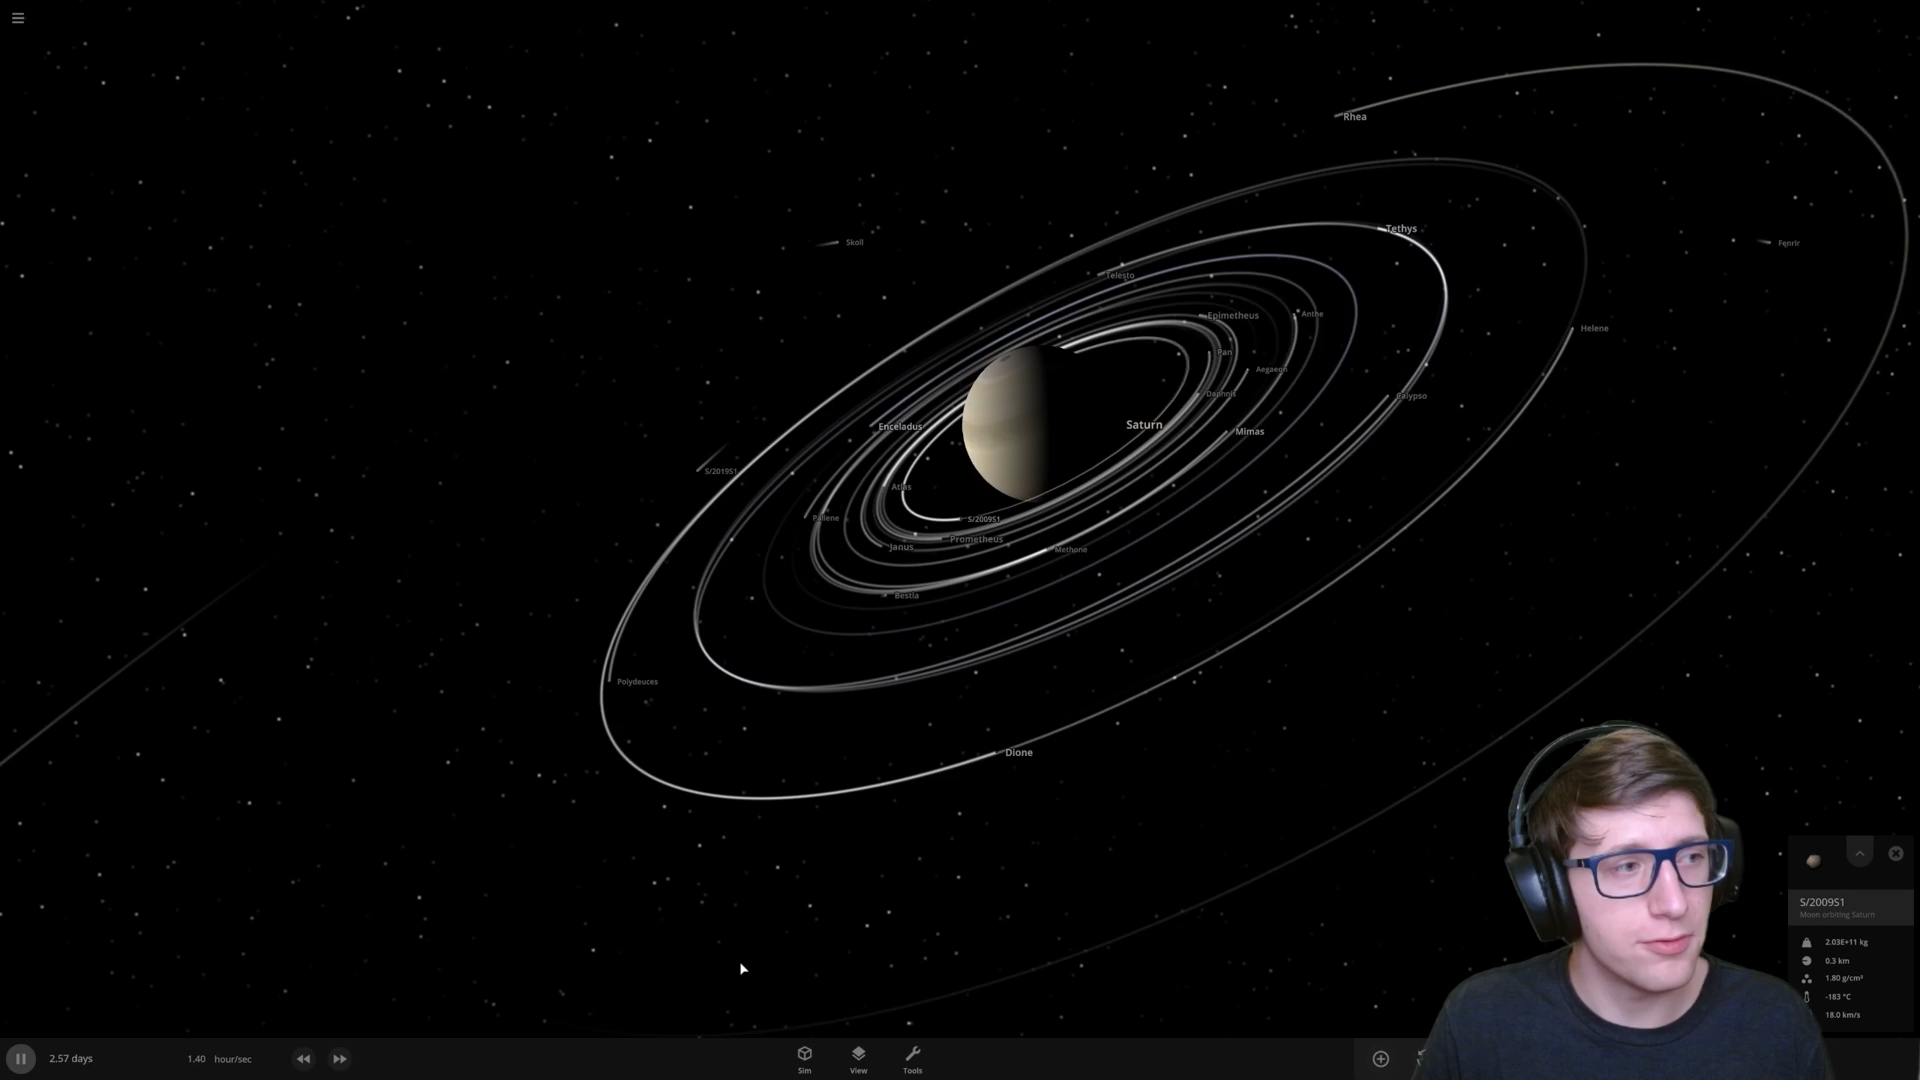 Rhea
Tethys
Skoll
Fenrir
Telesto
Epimetheus
Anthe
Helene
Pan
Aegaeon
Daphnis
Calypso
Enceladus
Saturn
Mimas
S/2019S1
Atlas
Pallene
S/2009S1
Janus
Prometheus
Methone
Bestla
Polydeuces
Dione
S/2009S1
Moon orbiting Saturn
2.03E+11 kg
0.3 km
1.80 g/cm³
-183 °C
18.0 km/s
2.57 days
1.40 hour/sec
Sim
View
Tools